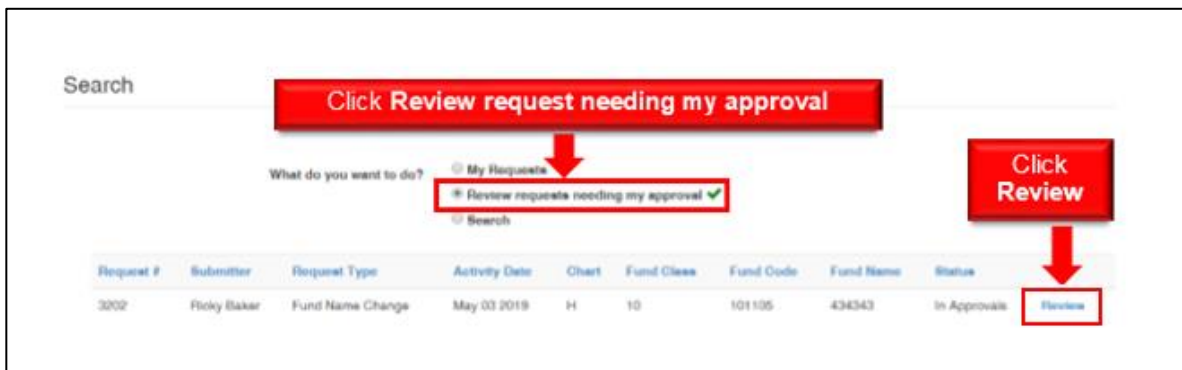 Search
Click Review request needing my approval
What do you want to do?
My Requests
Review requests needing my approval
Search
Click
Review
Request # Submitter Request Type Activity Date Chart Fund Class Fund Code Fund Name Status
3202 Ricky Baker Fund Name Change May 03 2019 H 10 101105 434343 In Approvals Review